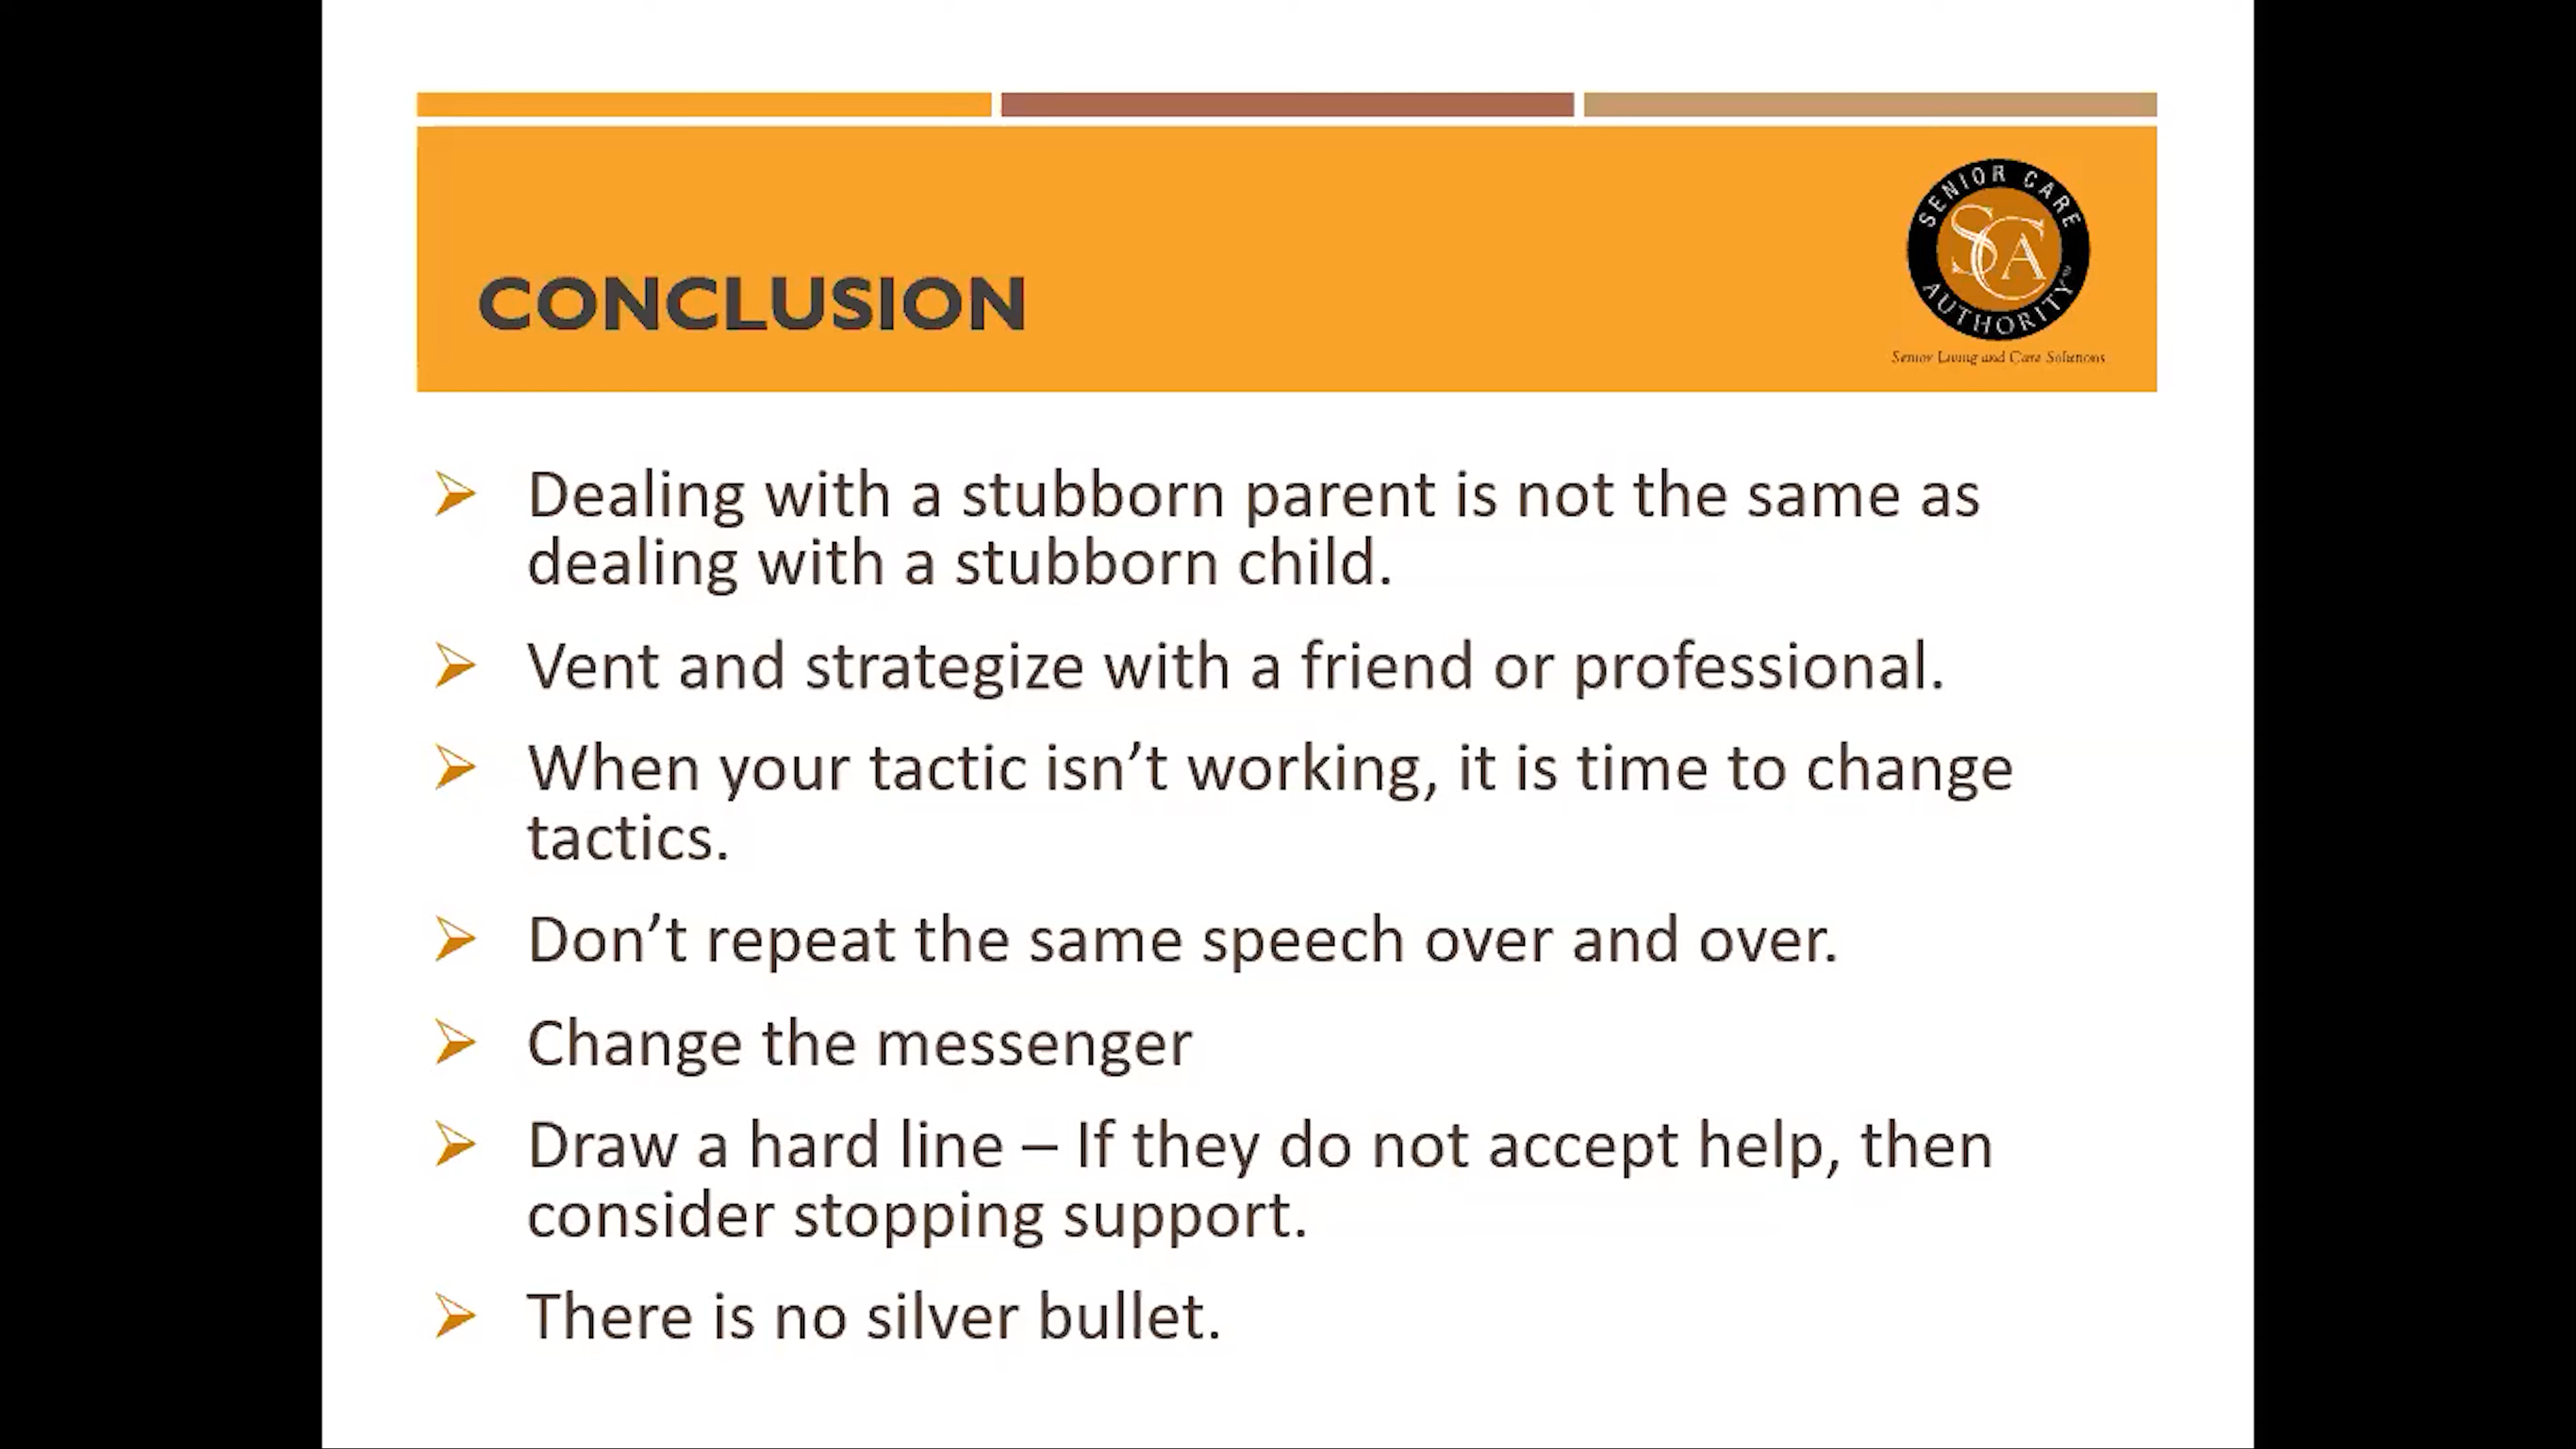 SENIOR CARE
SCA
AUTHORITY
Senior Living and Care Solutions
CONCLUSION
Dealing with a stubborn parent is not the same as
dealing with a stubborn child.
Vent and strategize with a friend or professional.
When your tactic isn’t working, it is time to change
tactics.
Don’t repeat the same speech over and over.
Change the messenger
Draw a hard line – If they do not accept help, then
consider stopping support.
There is no silver bullet.